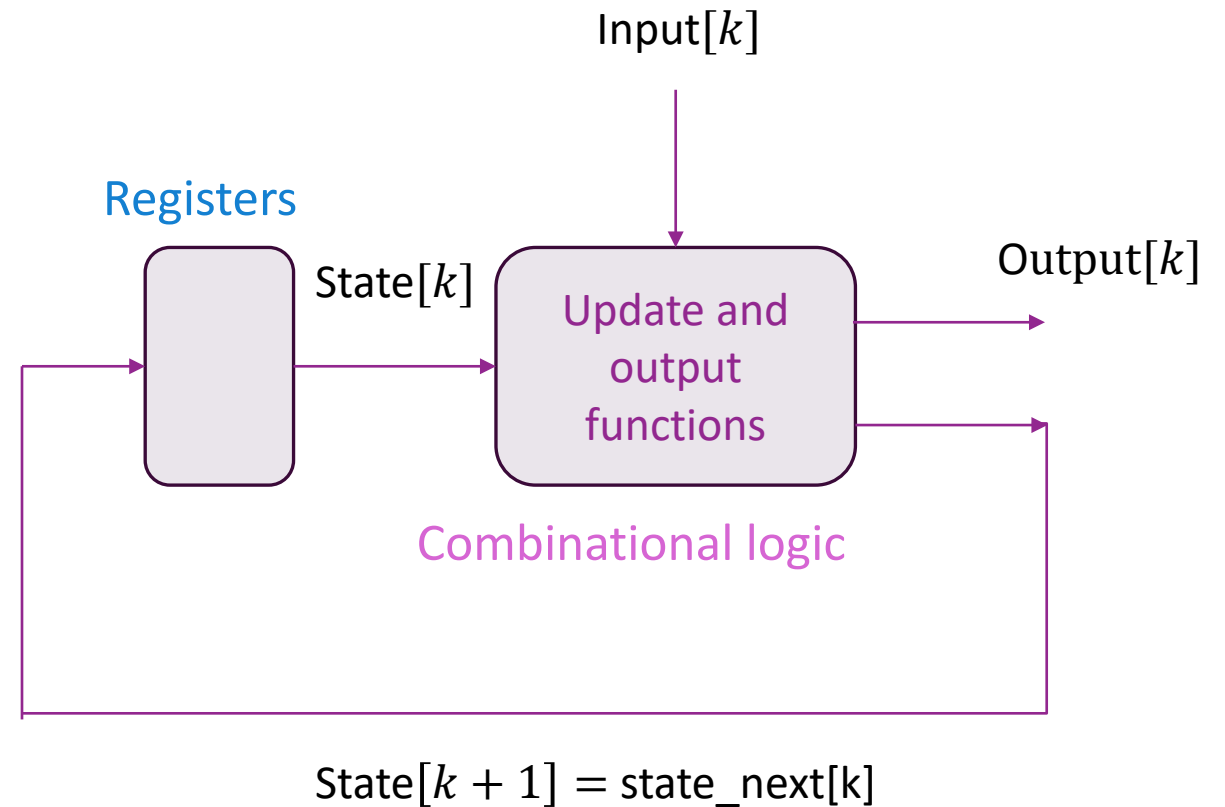 Input[k]
Registers
State[k]
Output[k]
Update and
output
functions
Combinational logic
State[k + 1] = state_next[k]